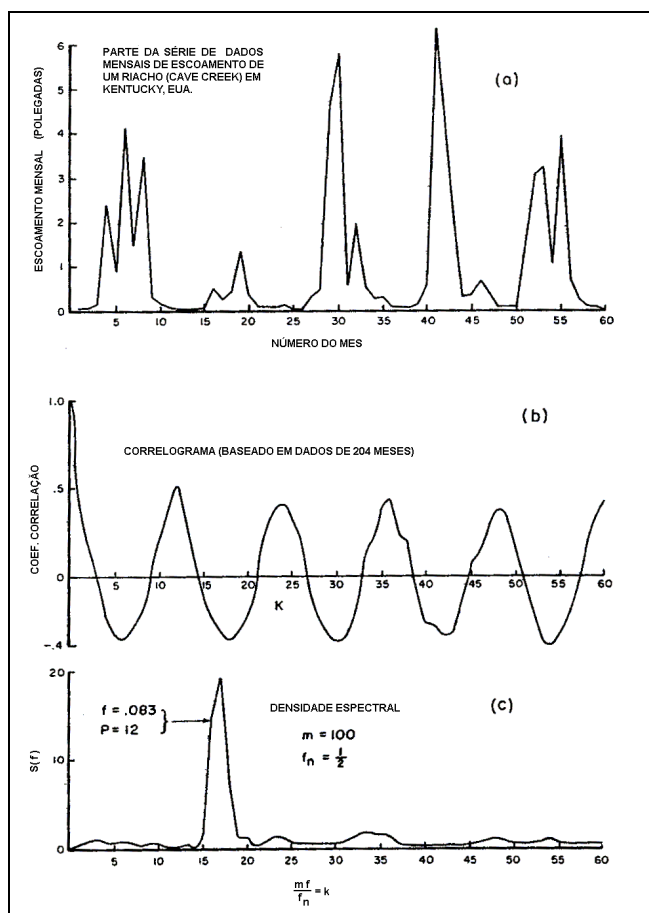 PARTE DA SÉRIE DE DADOS
MENSAIS DE ESCOAMENTO DE
UM RIACHO (CAVE CREEK) EM
KENTUCKY, EUA.
(a)
ESCOAMENTO MENSAL (POLEGADAS)
6
5
4
3
2
1
0
5 10 15 20 25 30 35 40 45 50 55 60
NÚMERO DO MES
(b)
CORRELOGRAMA (BASEADO EM DADOS DE 204 MESES)
COEF. CORRELAÇÃO
1.0
.5
0
-.4
5 10 15 20 25 30 35 40 45 50 55 60
K
(c)
DENSIDADE ESPECTRAL
f = .083
P = 12
m = 100
f_n = 1/2
S(f)
20
10
0
5 10 15 20 25 30 35 40 45 50 55 60
mf/f_n = k